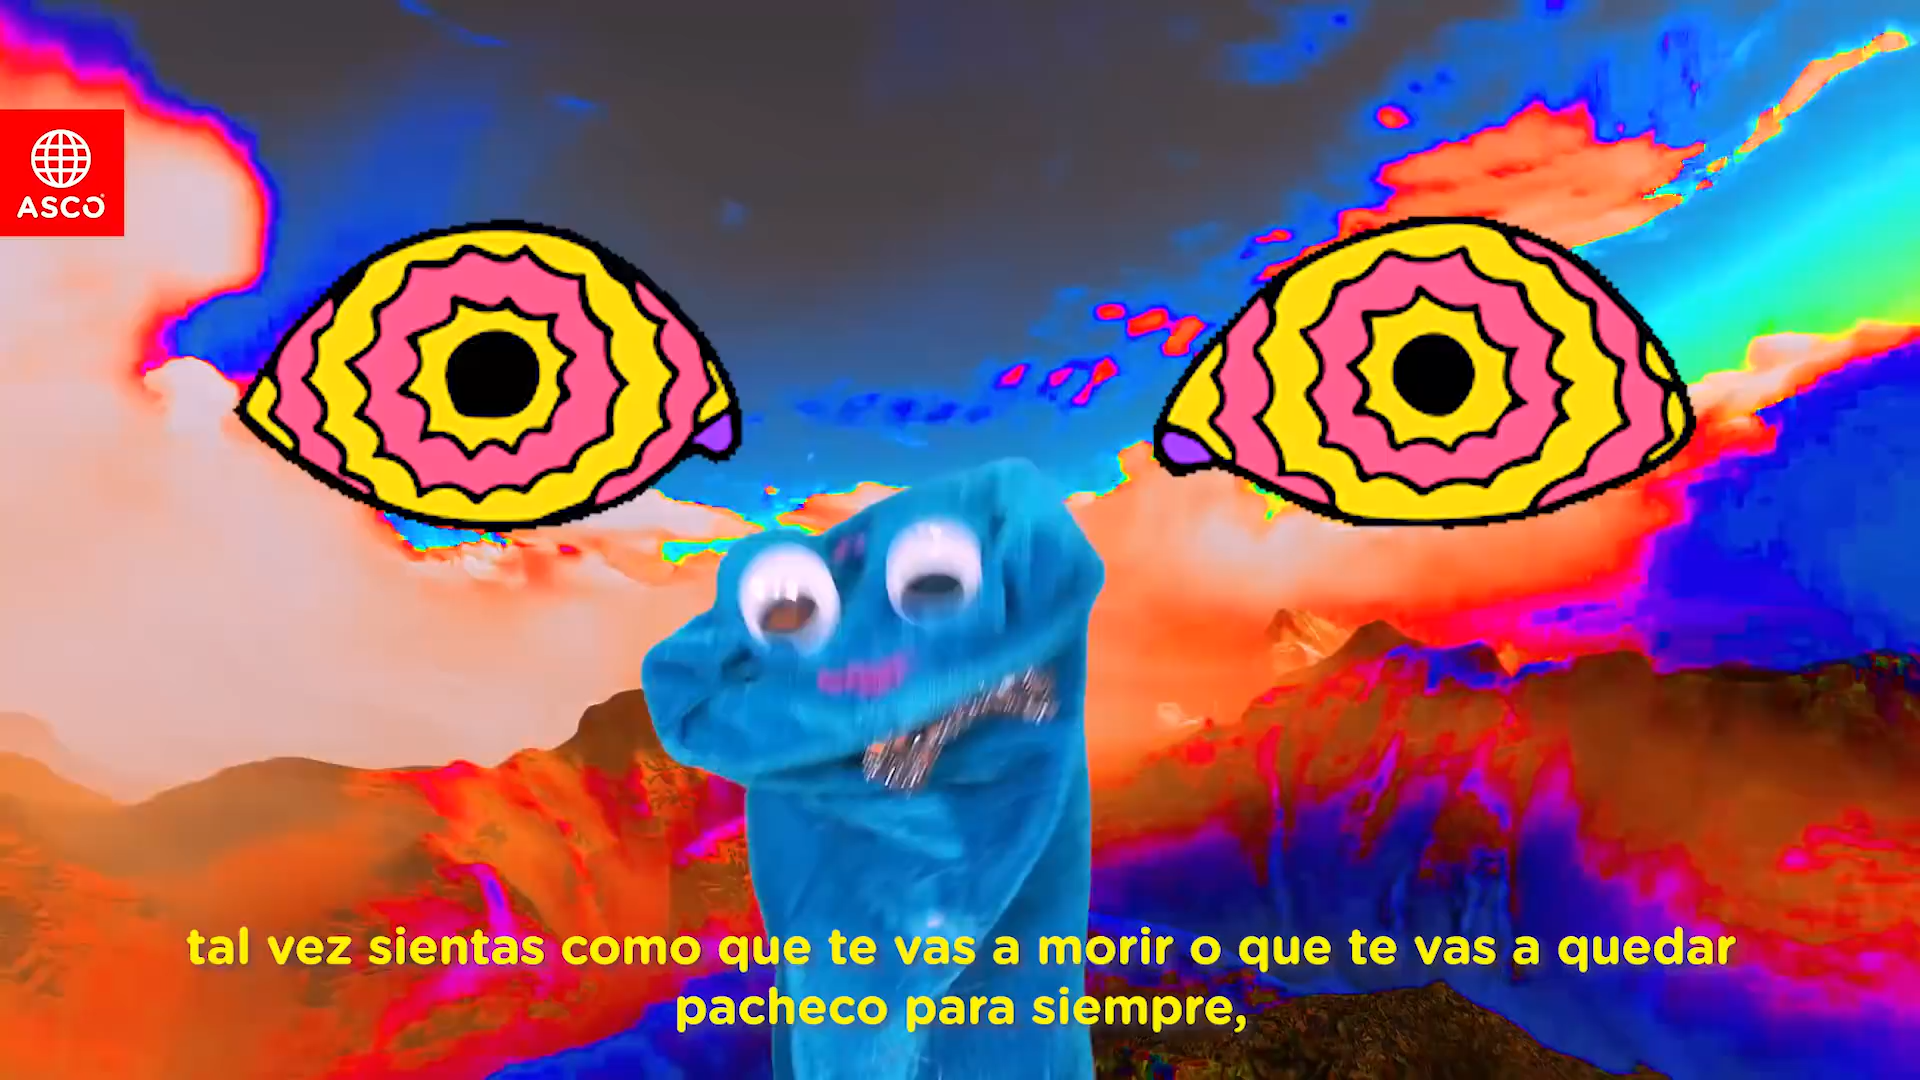 ASCO
tal vez sientas como que te vas a morir o que te vas a quedar
pacheco para siempre,